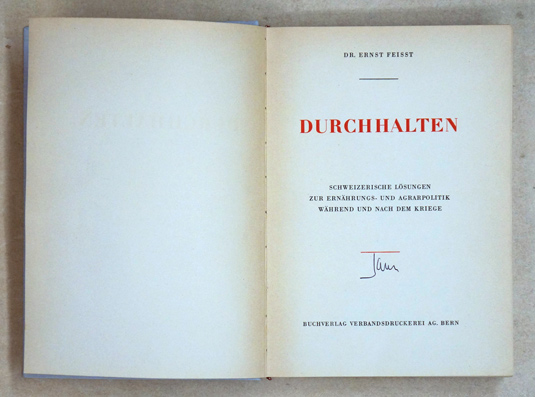 DR. ERNST FEISST
DURCHHALTEN
SCHWEIZERISCHE LÖSUNGEN
ZUR ERNÄHRUNGS- UND AGRARPOLITIK
WÄHREND UND NACH DEM KRIEGE
BUCHVERLAG VERBANDSDRUCKEREI AG. BERN